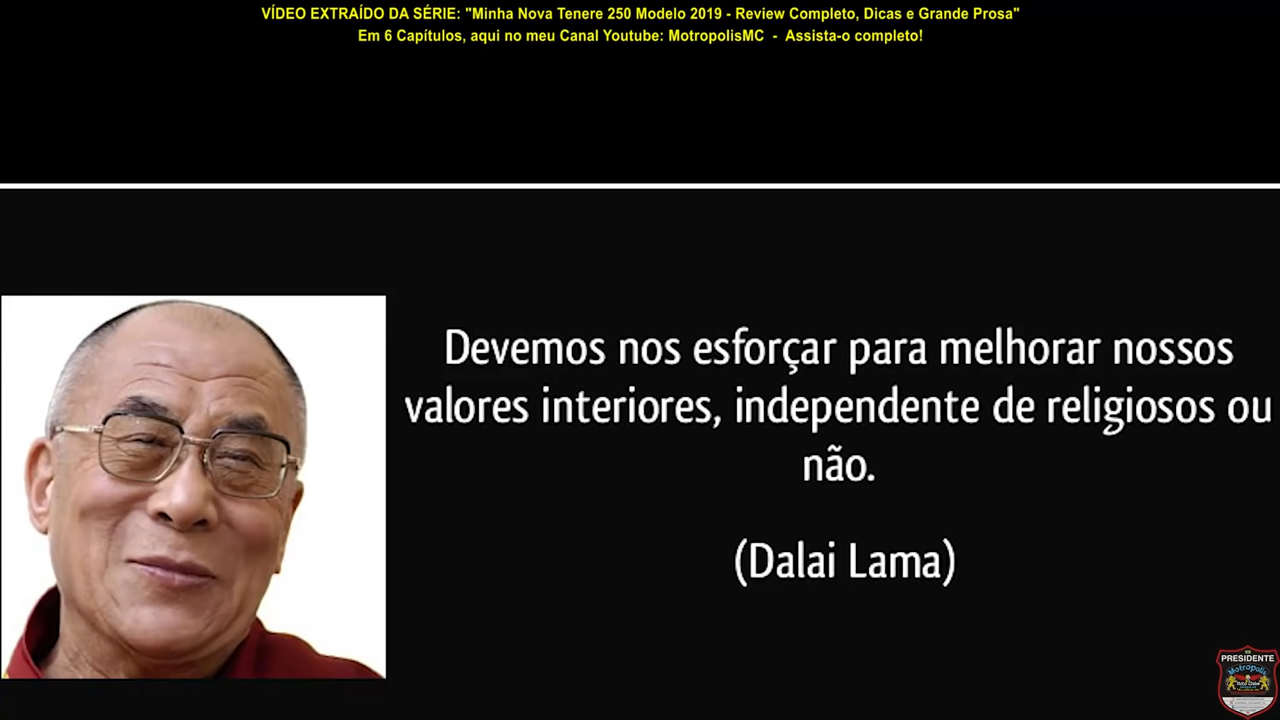 VÍDEO EXTRAÍDO DA SÉRIE: "Minha Nova Tenere 250 Modelo 2019 - Review Completo, Dicas e Grande Prosa"
Em 6 Capítulos, aqui no meu Canal Youtube: MotropolisMC - Assista-o completo!
Devemos nos esforçar para melhorar nossos
valores interiores, independente de religiosos ou
não.
(Dalai Lama)
PRESIDENTE
Motropolis